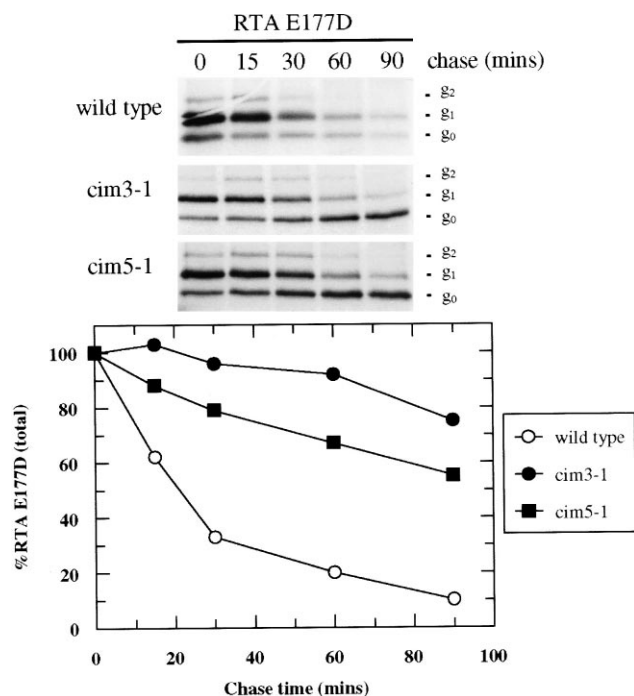 RTA E177D
0 15 30 60 90 chase (mins)
wild type
- g2
- g1
- g0
cim3-1
- g2
- g1
- g0
cim5-1
- g2
- g1
- g0
%RTA E177D (total)
100
80
60
40
20
0
0 20 40 60 80 100
Chase time (mins)
wild type
cim3-1
cim5-1